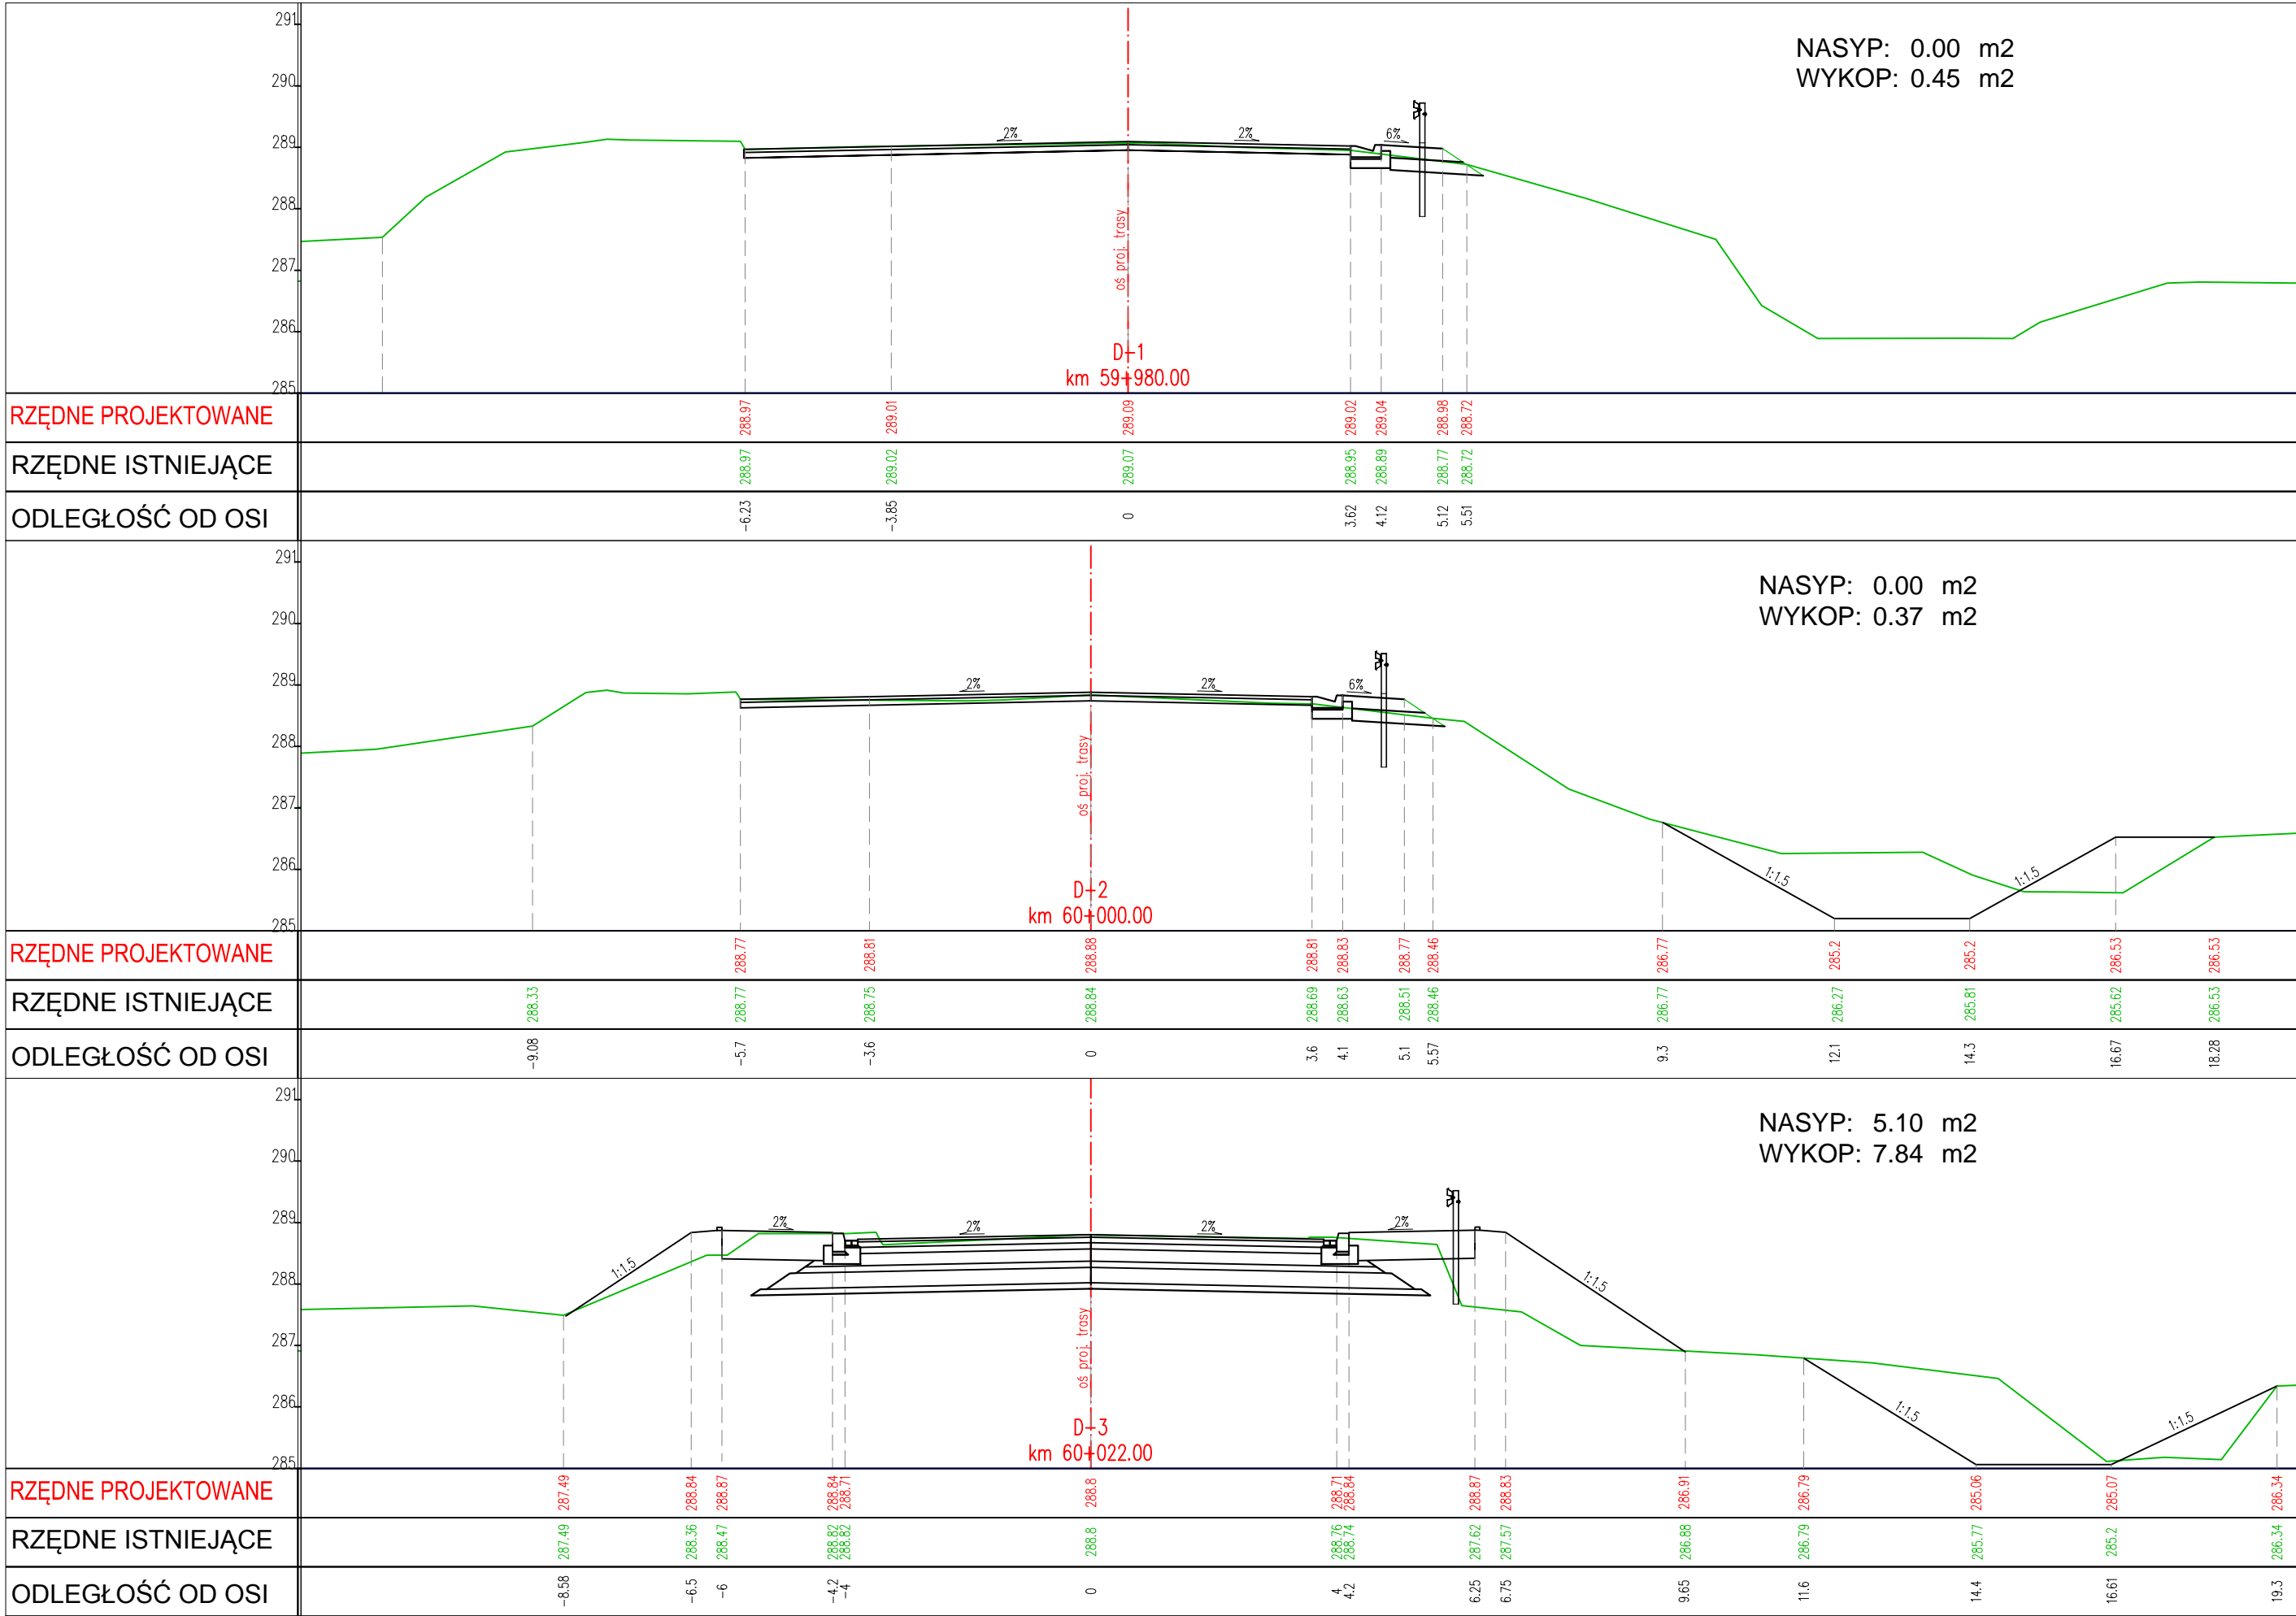 291
290
289
288
287
286
285
NASYP: 0.00 m2
WYKOP: 0.45 m2
2%
2%
6%
oś proj. trasy
D-1
km 59+980.00
RZĘDNE PROJEKTOWANE
288.97 289.01 289.09 289.02 289.04 288.98 288.72
RZĘDNE ISTNIEJĄCE
288.97 289.02 289.07 288.95 288.89 288.77 288.72
ODLEGŁOŚĆ OD OSI
-6.23 -3.85 0 3.62 4.12 5.12 5.51
291
290
289
288
287
286
285
NASYP: 0.00 m2
WYKOP: 0.37 m2
2%
2%
6%
oś proj. trasy
1:1.5
1:1.5
D-2
km 60+000.00
RZĘDNE PROJEKTOWANE
288.77 288.81 288.88 288.81 288.83 288.77 288.46 286.77 285.2 285.2 286.53 286.53
RZĘDNE ISTNIEJĄCE
288.33 288.77 288.75 288.84 288.69 288.63 288.51 288.46 286.77 286.27 285.81 285.62 286.53
ODLEGŁOŚĆ OD OSI
-9.08 -5.7 -3.6 0 3.6 4.1 5.1 5.57 9.3 12.1 14.3 16.67 18.28
291
290
289
288
287
286
285
NASYP: 5.10 m2
WYKOP: 7.84 m2
2%
2%
2%
2%
1:1.5
1:1.5
oś proj. trasy
1:1.5
1:1.5
D-3
km 60+022.00
RZĘDNE PROJEKTOWANE
287.49 288.84 288.87 288.84 288.71 288.8 288.71 288.84 288.87 288.83 286.91 286.79 285.06 285.07 286.34
RZĘDNE ISTNIEJĄCE
287.49 288.36 288.47 288.82 288.82 288.8 288.76 288.74 287.62 287.57 286.88 286.79 285.77 285.2 286.34
ODLEGŁOŚĆ OD OSI
-8.58 -6.5 -6 -4.2 -4 0 4 4.2 6.25 6.75 9.65 11.6 14.4 16.61 19.3